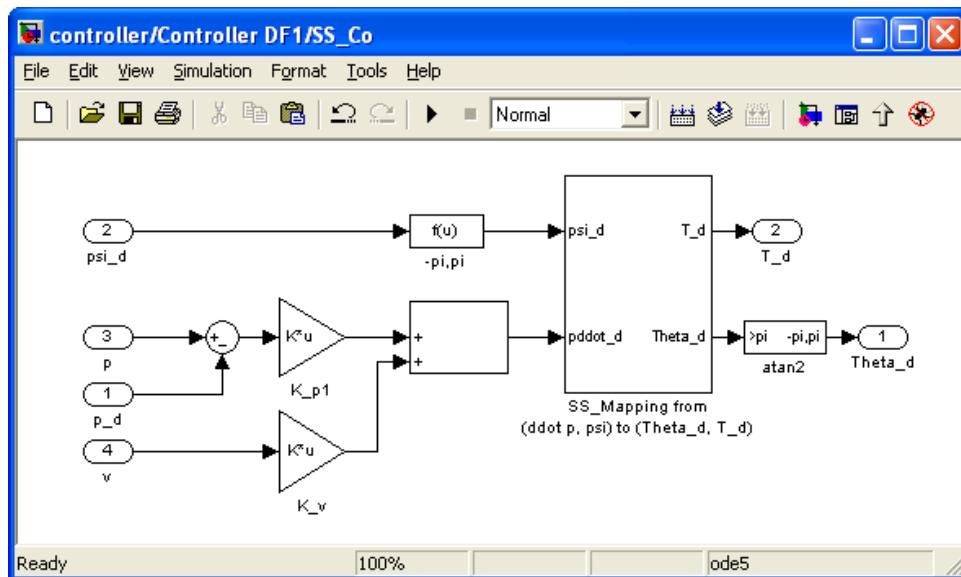 controller/Controller DF1/SS_Co
File Edit View Simulation Format Tools Help
Normal
2
psi_d
f(u)
-pi,pi
psi_d
T_d
2
T_d
3
p
+
-
K*u
K_p1
+
+
pddot_d
Theta_d
>pi -pi,pi
atan2
1
Theta_d
1
p_d
SS_Mapping from
(ddot p, psi) to (Theta_d, T_d)
4
v
K*u
K_v
Ready 100% ode5